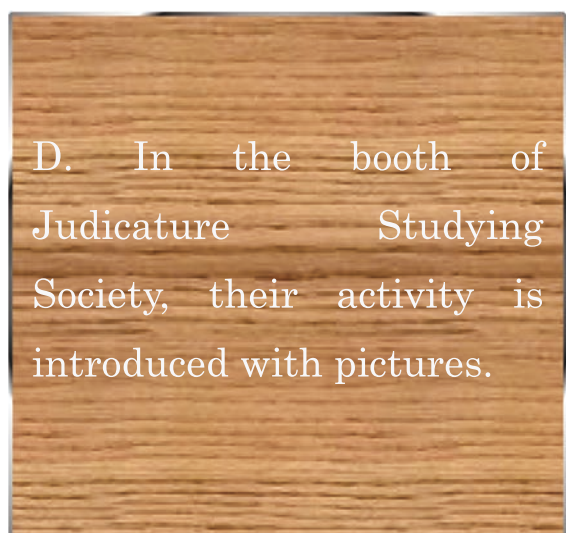 D. In the booth of
Judicature Studying
Society, their activity is
introduced with pictures.